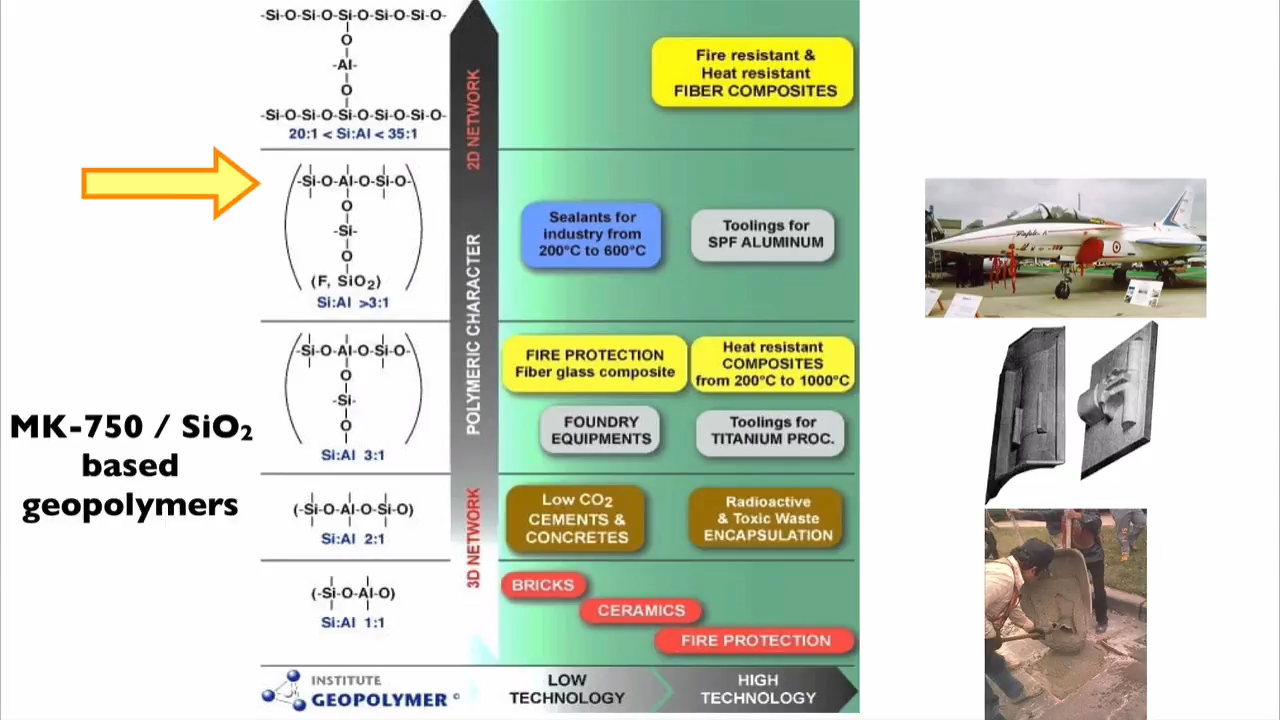 -Si-O-Si-O-Si-O-Si-O-Si-O-
O
-Al-
O
-Si-O-Si-O-Si-O-Si-O-Si-O-
20:1 < Si:Al < 35:1
-Si-O-Al-O-Si-O-
O
-Si-
O
(F, SiO2)
Si:Al >3:1
-Si-O-Al-O-Si-O-
O
-Si-
O
Si:Al 3:1
(-Si-O-Al-O-Si-O)
Si:Al 2:1
(-Si-O-Al-O)
Si:Al 1:1
MK-750 / SiO2
based
geopolymers
2D NETWORK
POLYMERIC CHARACTER
3D NETWORK
Fire resistant &
Heat resistant
FIBER COMPOSITES
Sealants for
industry from
200°C to 600°C
Toolings for
SPF ALUMINUM
FIRE PROTECTION
Fiber glass composite
Heat resistant
COMPOSITES
from 200°C to 1000°C
FOUNDRY
EQUIPMENTS
Toolings for
TITANIUM PROC.
Low CO2
CEMENTS &
CONCRETES
Radioactive
& Toxic Waste
ENCAPSULATION
BRICKS
CERAMICS
FIRE PROTECTION
INSTITUTE
GEOPOLYMER ©
LOW
TECHNOLOGY
HIGH
TECHNOLOGY